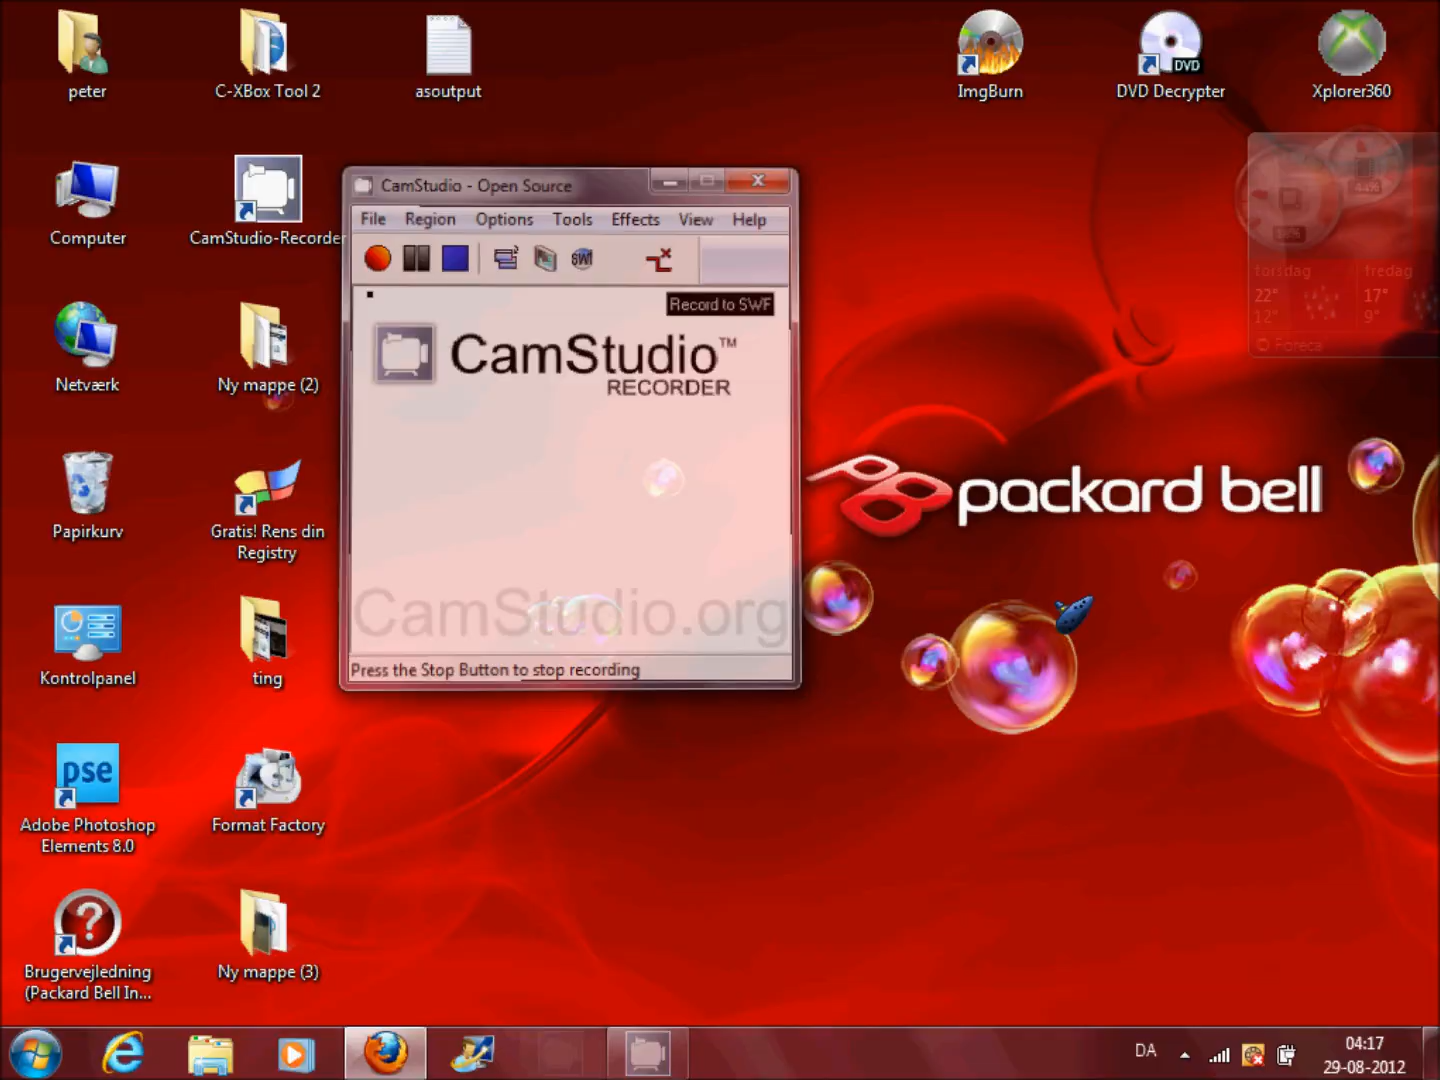 peter
C-XBox Tool 2
asoutput
ImgBurn
DVD
DVD Decrypter
Xplorer360
Computer
CamStudio-Recorder
CamStudio - Open Source
File Region Options Tools Effects View Help
SWF
Record to SWF
CamStudio™
RECORDER
44%
torsdag fredag
22° 17°
12° 9°
© Foreca
Netværk
Ny mappe (2)
packard bell
Papirkurv
Gratis! Rens din
Registry
CamStudio.org
Press the Stop Button to stop recording
Kontrolpanel
ting
pse
Adobe Photoshop
Elements 8.0
Format Factory
Brugervejledning
(Packard Bell In...
Ny mappe (3)
DA
04:17
29-08-2012